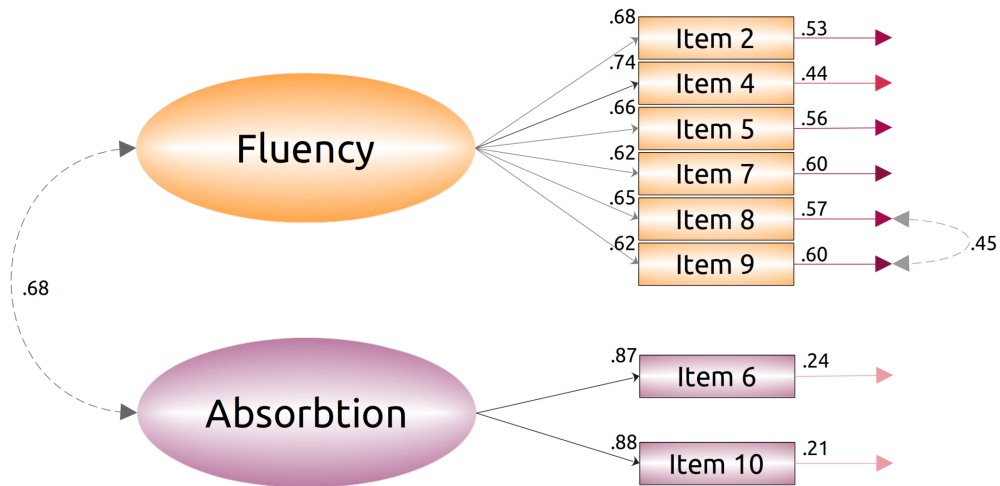 .68 Item 2 .53
.74 Item 4 .44
.66 Item 5 .56
Fluency
.62 Item 7 .60
.65 Item 8 .57
.45
.62 Item 9 .60
.68
.87 Item 6 .24
Absorbtion
.88 Item 10 .21